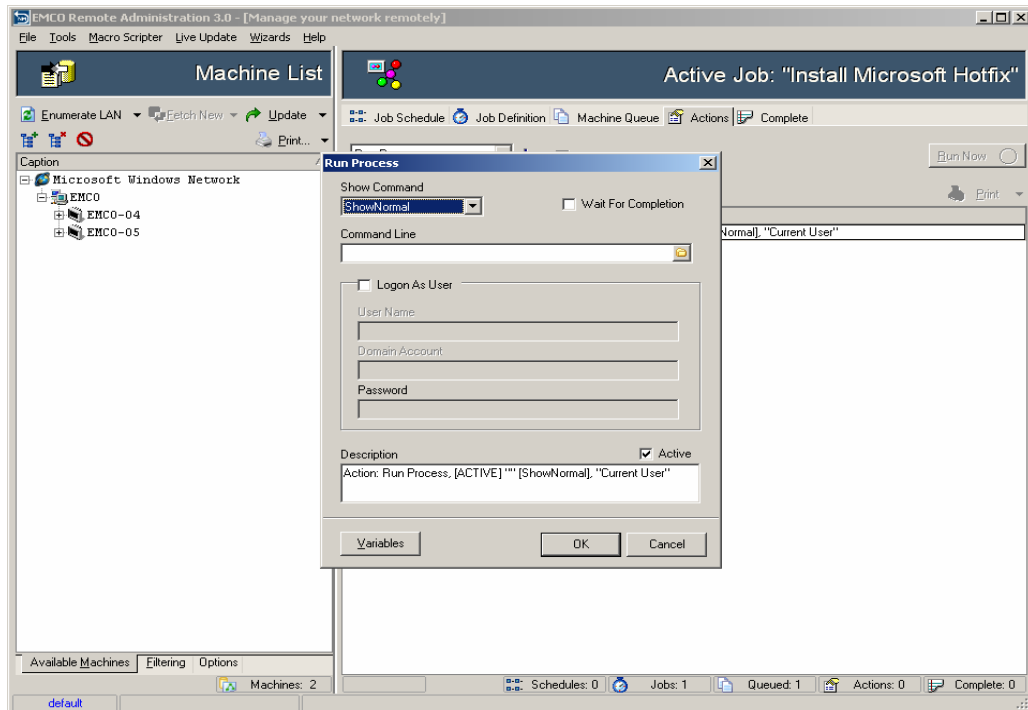 EMCO Remote Administration 3.0 - [Manage your network remotely]
File Tools Macro Scripter Live Update Wizards Help
Machine List
Active Job: "Install Microsoft Hotfix"
Enumerate LAN Fetch New Update
Print...
Job Schedule Job Definition Machine Queue Actions Complete
Run Now
Print
Caption
Microsoft Windows Network
EMCO
EMCO-04
EMCO-05
Normal], "Current User"
Run Process
Show Command
ShowNormal
Wait For Completion
Command Line
Logon As User
User Name
Domain Account
Password
Description
Active
Action: Run Process, [ACTIVE] "" [ShowNormal], "Current User"
Variables OK Cancel
Available Machines Filtering Options
Machines: 2
Schedules: 0 Jobs: 1 Queued: 1 Actions: 0 Complete: 0
default